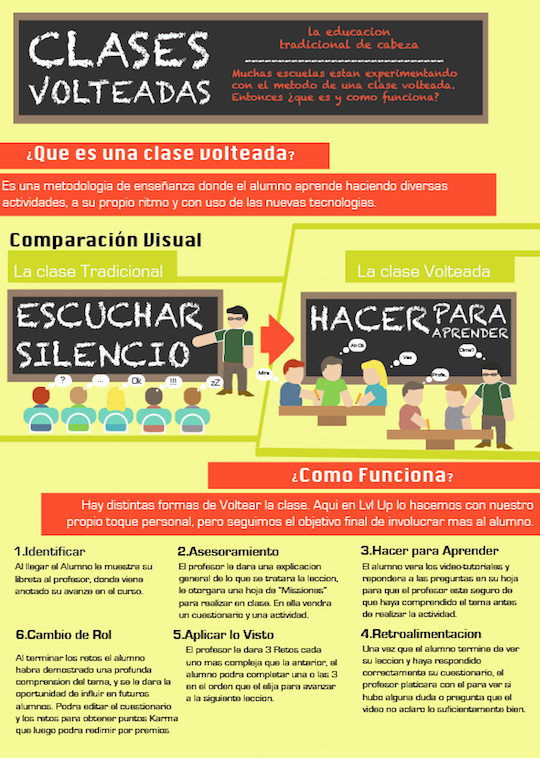 CLASES
VOLTEADAS
la educacion
tradicional de cabeza
Muchas escuelas estan experimentando
con el metodo de una clase volteada.
Entonces ¿que es y como funciona?
¿Que es una clase volteada?
Es una metodologia de enseñanza donde el alumno aprende haciendo diversas
actividades, a su propio ritmo y con uso de las nuevas tecnologias.
Comparación Visual
La clase Tradicional
ESCUCHAR
SILENCIO
?
...
Ok
!!!
zZ
La clase Volteada
HACER PARA
APRENDER
Mira
Ah Ok
Yes
Profe..
Dime?
¿Como Funciona?
Hay distintas formas de Voltear la clase. Aqui en Lvl Up lo hacemos con nuestro
propio toque personal, pero seguimos el objetivo final de involucrar mas al alumno.
1.Identificar
Al llegar el Alumno le muestra su
libreta al profesor, donde viene
anotado su avanze en el curso.
2.Asesoramiento
El profesor le dara una explicacion
general de lo que se tratara la leccion,
le otorgara una hoja de "Missiones"
para realizar en clase. En ella vendra
un cuestionario y una actividad.
3.Hacer para Aprender
El alumno vera los video-tutoriales y
repondera a las preguntas en su hoja
para que el profesor este seguro de
que haya comprendido el tema antes
de realizar la actividad.
6.Cambio de Rol
Al terminar los retos el alumno
habra demostrado una profunda
comprension del tema, y se le dara la
oportunidad de influir en futuros
alumnos. Podra editar el cuestionario
y los retos para obtener puntos Karma
que luego podra redimir por premios
5.Aplicar lo Visto
El profesor le dara 3 Retos cada
uno mas compleja que la anterior, el
alumno podra completar una o las 3
en el orden que el elija para avanzar
a la siguiente leccion.
4.Retroalimentacion
Una vez que el alumno termine de ver
su leccion y haya respondido
correctamente su cuestionario, el
profesor platicara con el para ver si
hubo alguna duda o pregunta que el
video no aclaro lo suficientemente bien.